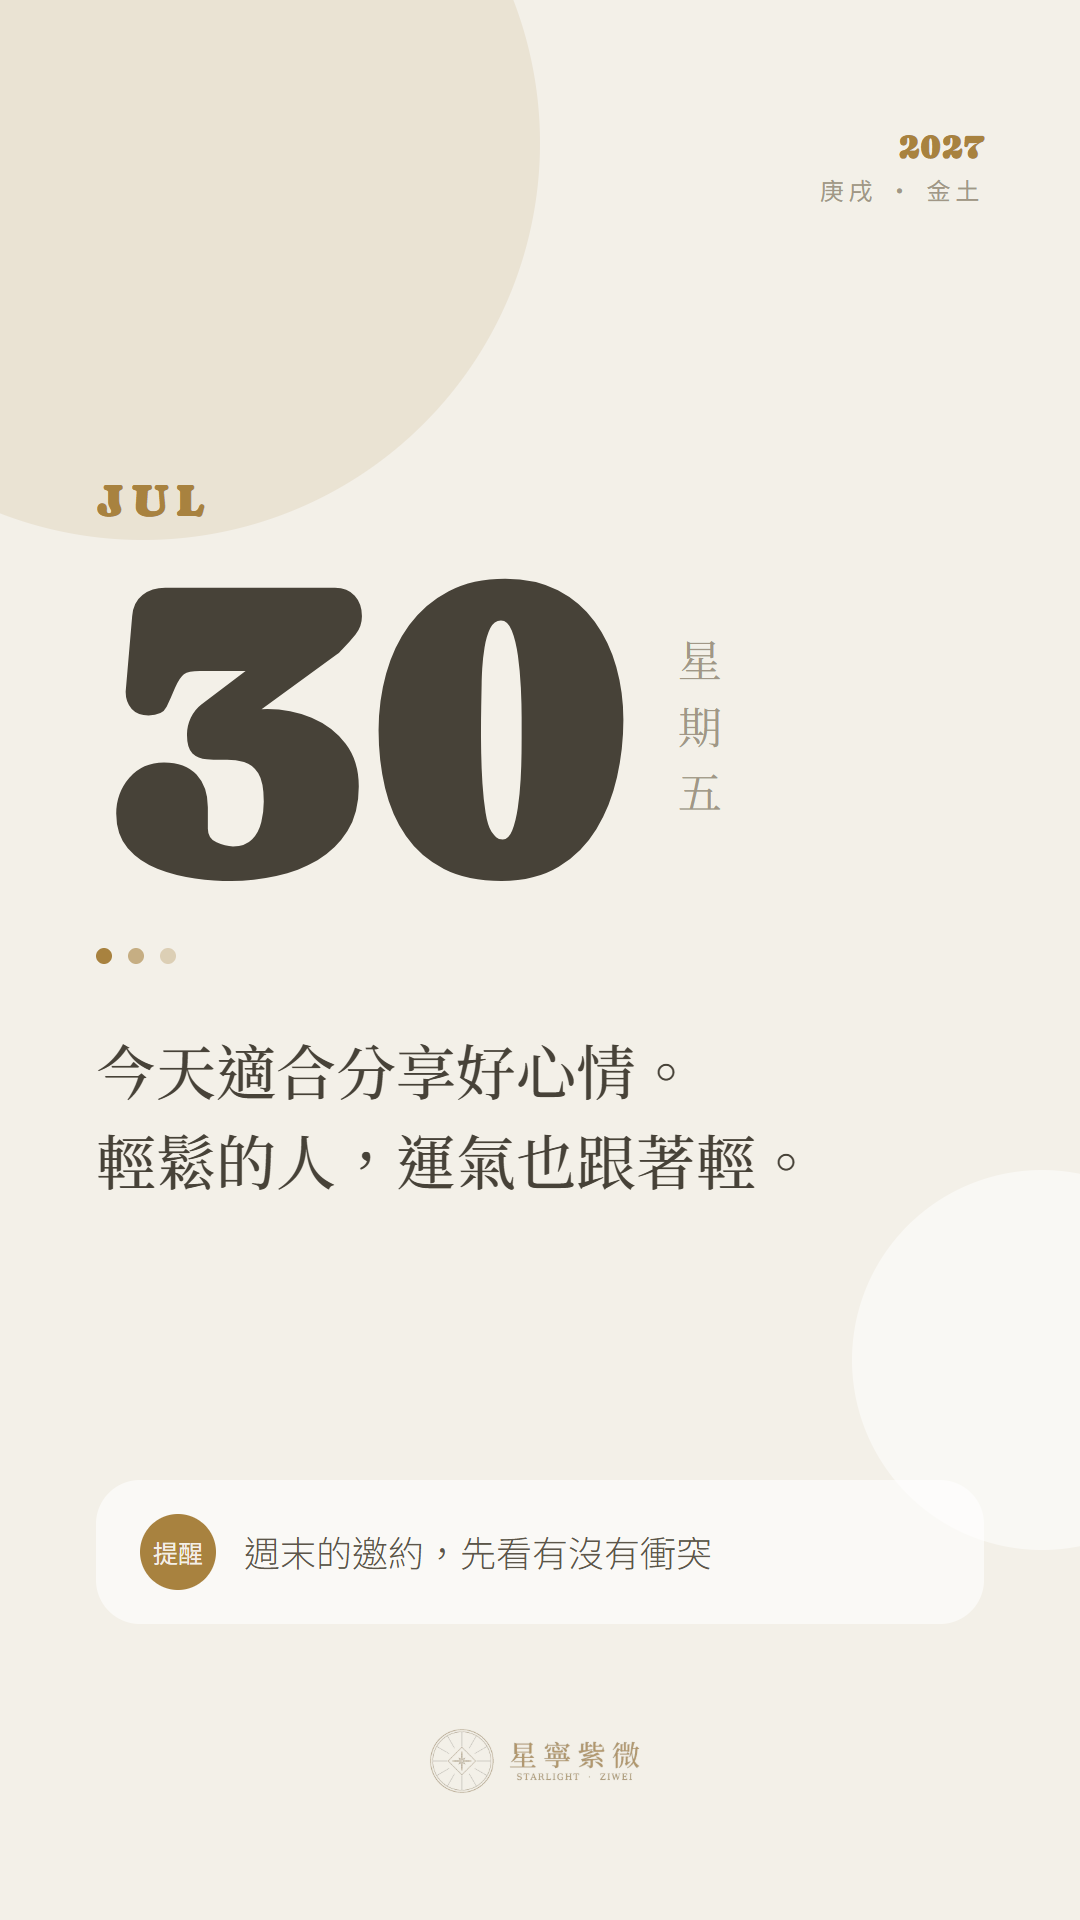 2027
庚戌 • 金土
JUL
30
星期五
今天適合分享好心情。
輕鬆的人，運氣也跟著輕。
提醒
週末的邀約，先看有沒有衝突
星寧紫微
STARLIGHT · ZIWEI